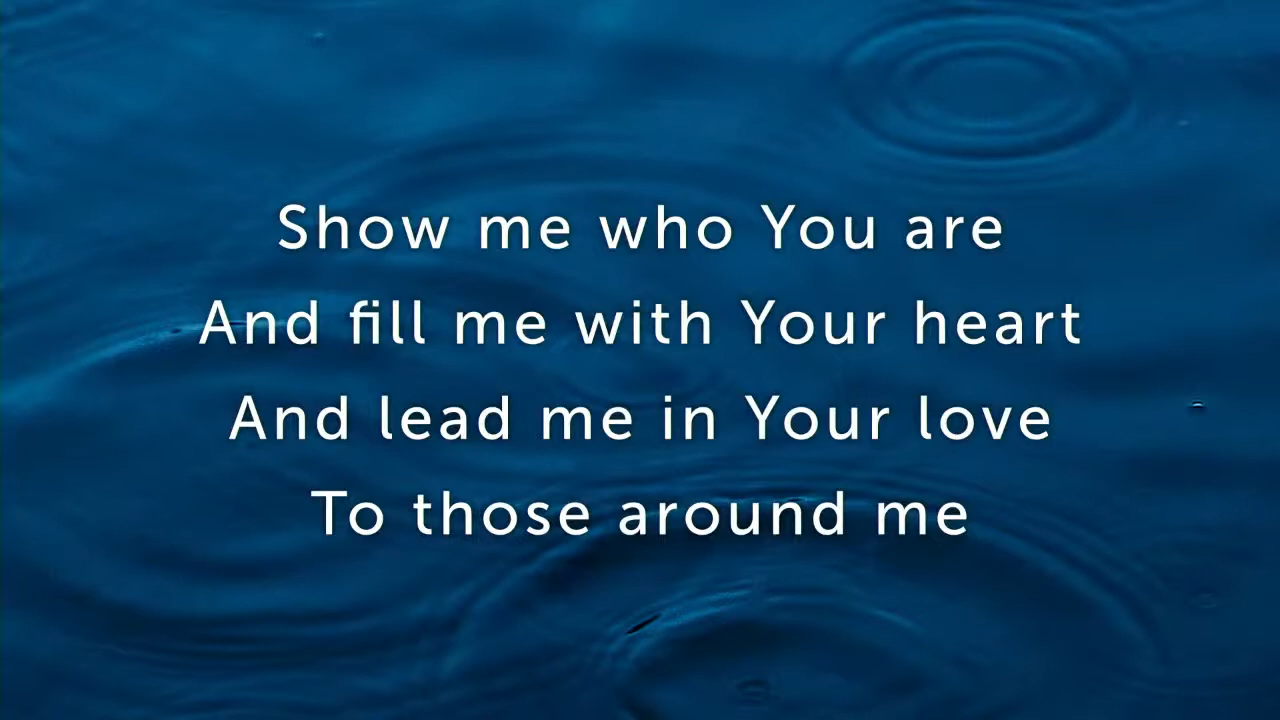 Show me who You are
And fill me with Your heart
And lead me in Your love
To those around me